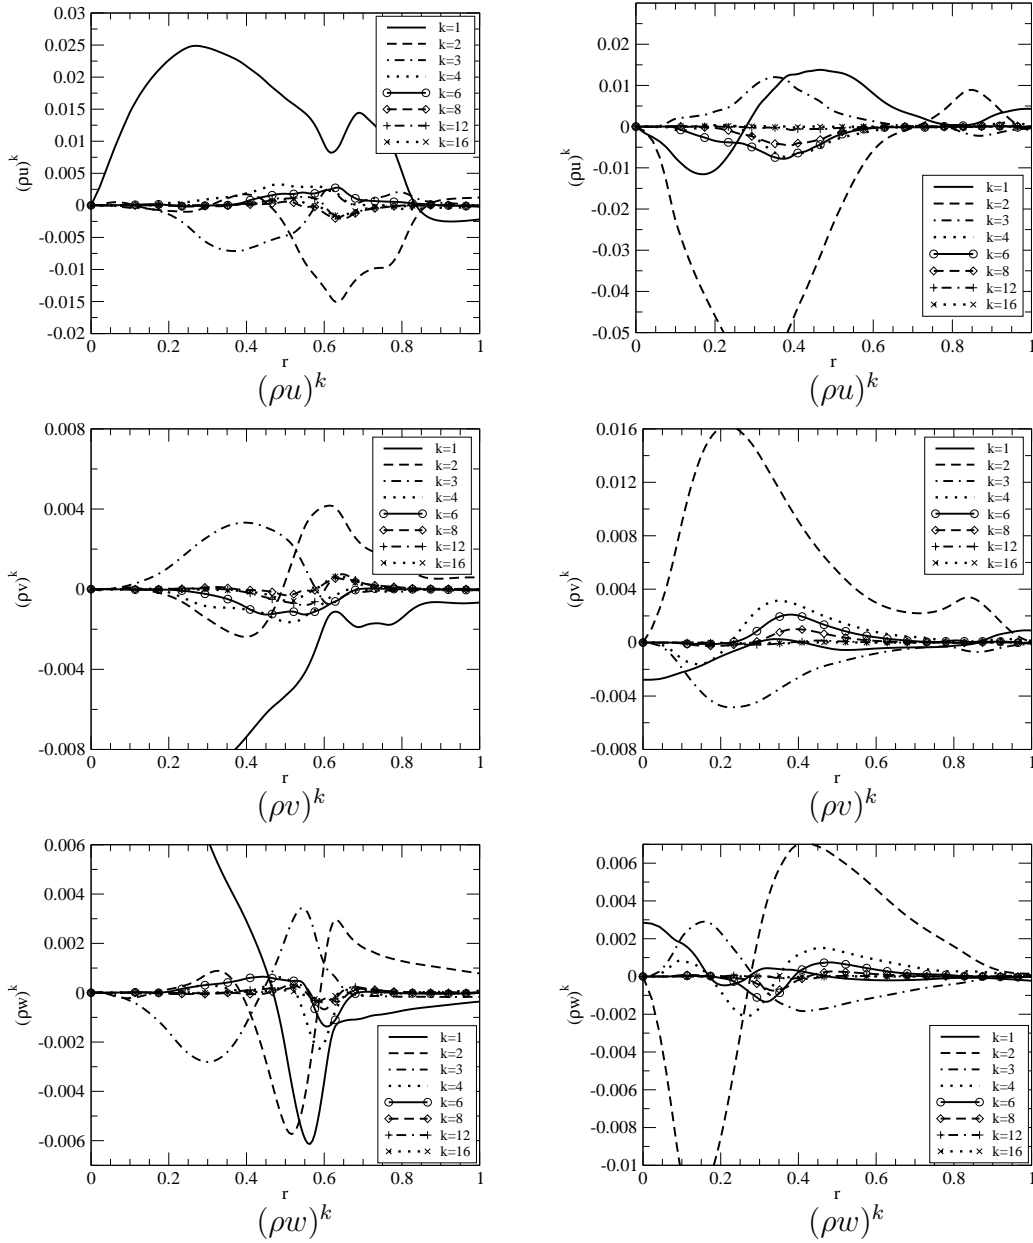 0.03
0.025
0.02
0.015
0.01
0.005
0
-0.005
-0.01
-0.015
-0.02
0 0.2 0.4 0.6 0.8 1
r
(ρu)^k
k=1
k=2
k=3
k=4
k=6
k=8
k=12
k=16
(ρu)^k
0.02
0.01
0
-0.01
-0.02
-0.03
-0.04
-0.05
0 0.2 0.4 0.6 0.8 1
r
(ρu)^k
k=1
k=2
k=3
k=4
k=6
k=8
k=12
k=16
(ρu)^k
0.008
0.004
0
-0.004
-0.008
0 0.2 0.4 0.6 0.8 1
r
(ρv)^k
k=1
k=2
k=3
k=4
k=6
k=8
k=12
k=16
(ρv)^k
0.016
0.012
0.008
0.004
0
-0.004
-0.008
0 0.2 0.4 0.6 0.8 1
r
(ρv)^k
k=1
k=2
k=3
k=4
k=6
k=8
k=12
k=16
(ρv)^k
0.006
0.004
0.002
0
-0.002
-0.004
-0.006
0 0.2 0.4 0.6 0.8 1
r
(ρw)^k
k=1
k=2
k=3
k=4
k=6
k=8
k=12
k=16
(ρw)^k
0.006
0.004
0.002
0
-0.002
-0.004
-0.006
-0.008
-0.01
0 0.2 0.4 0.6 0.8 1
r
(ρw)^k
k=1
k=2
k=3
k=4
k=6
k=8
k=12
k=16
(ρw)^k